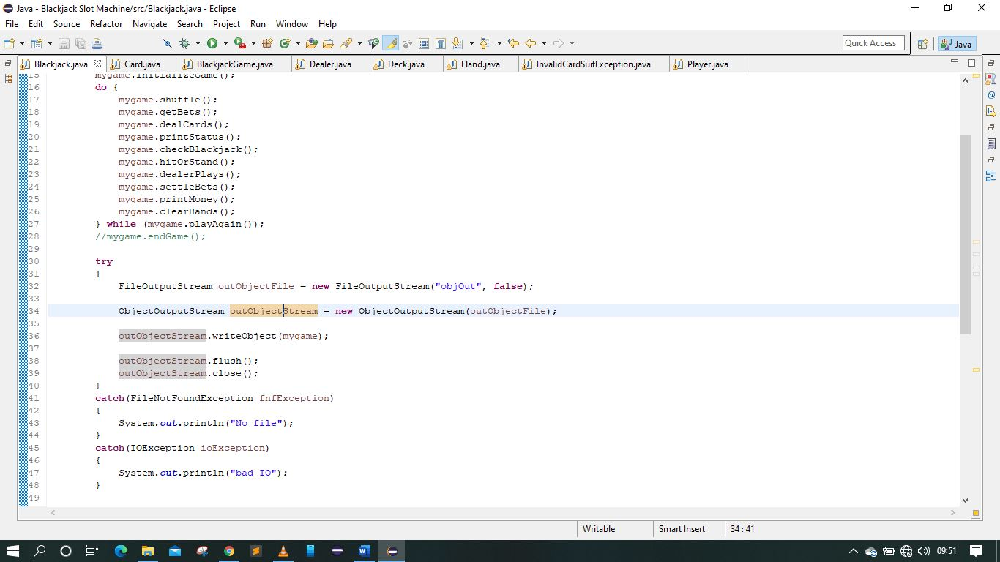 Java - Blackjack Slot Machine/src/Blackjack.java - Eclipse
File Edit Source Refactor Navigate Search Project Run Window Help
Quick Access Java
Blackjack.java Card.java BlackjackGame.java Dealer.java Deck.java Hand.java InvalidCardSuitException.java Player.java
15 mygame.initializeGame();
16 do {
17 mygame.shuffle();
18 mygame.getBets();
19 mygame.dealCards();
20 mygame.printStatus();
21 mygame.checkBlackjack();
22 mygame.hitOrStand();
23 mygame.dealerPlays();
24 mygame.settleBets();
25 mygame.printMoney();
26 mygame.clearHands();
27 } while (mygame.playAgain());
28 //mygame.endGame();
29
30 try
31 {
32 FileOutputStream outObjectFile = new FileOutputStream("objOut", false);
33
34 ObjectOutputStream outObjectStream = new ObjectOutputStream(outObjectFile);
35
36 outObjectStream.writeObject(mygame);
37
38 outObjectStream.flush();
39 outObjectStream.close();
40 }
41 catch(FileNotFoundException fnfException)
42 {
43 System.out.println("No file");
44 }
45 catch(IOException ioException)
46 {
47 System.out.println("bad IO");
48 }
49
Writable Smart Insert 34 : 41
09:51